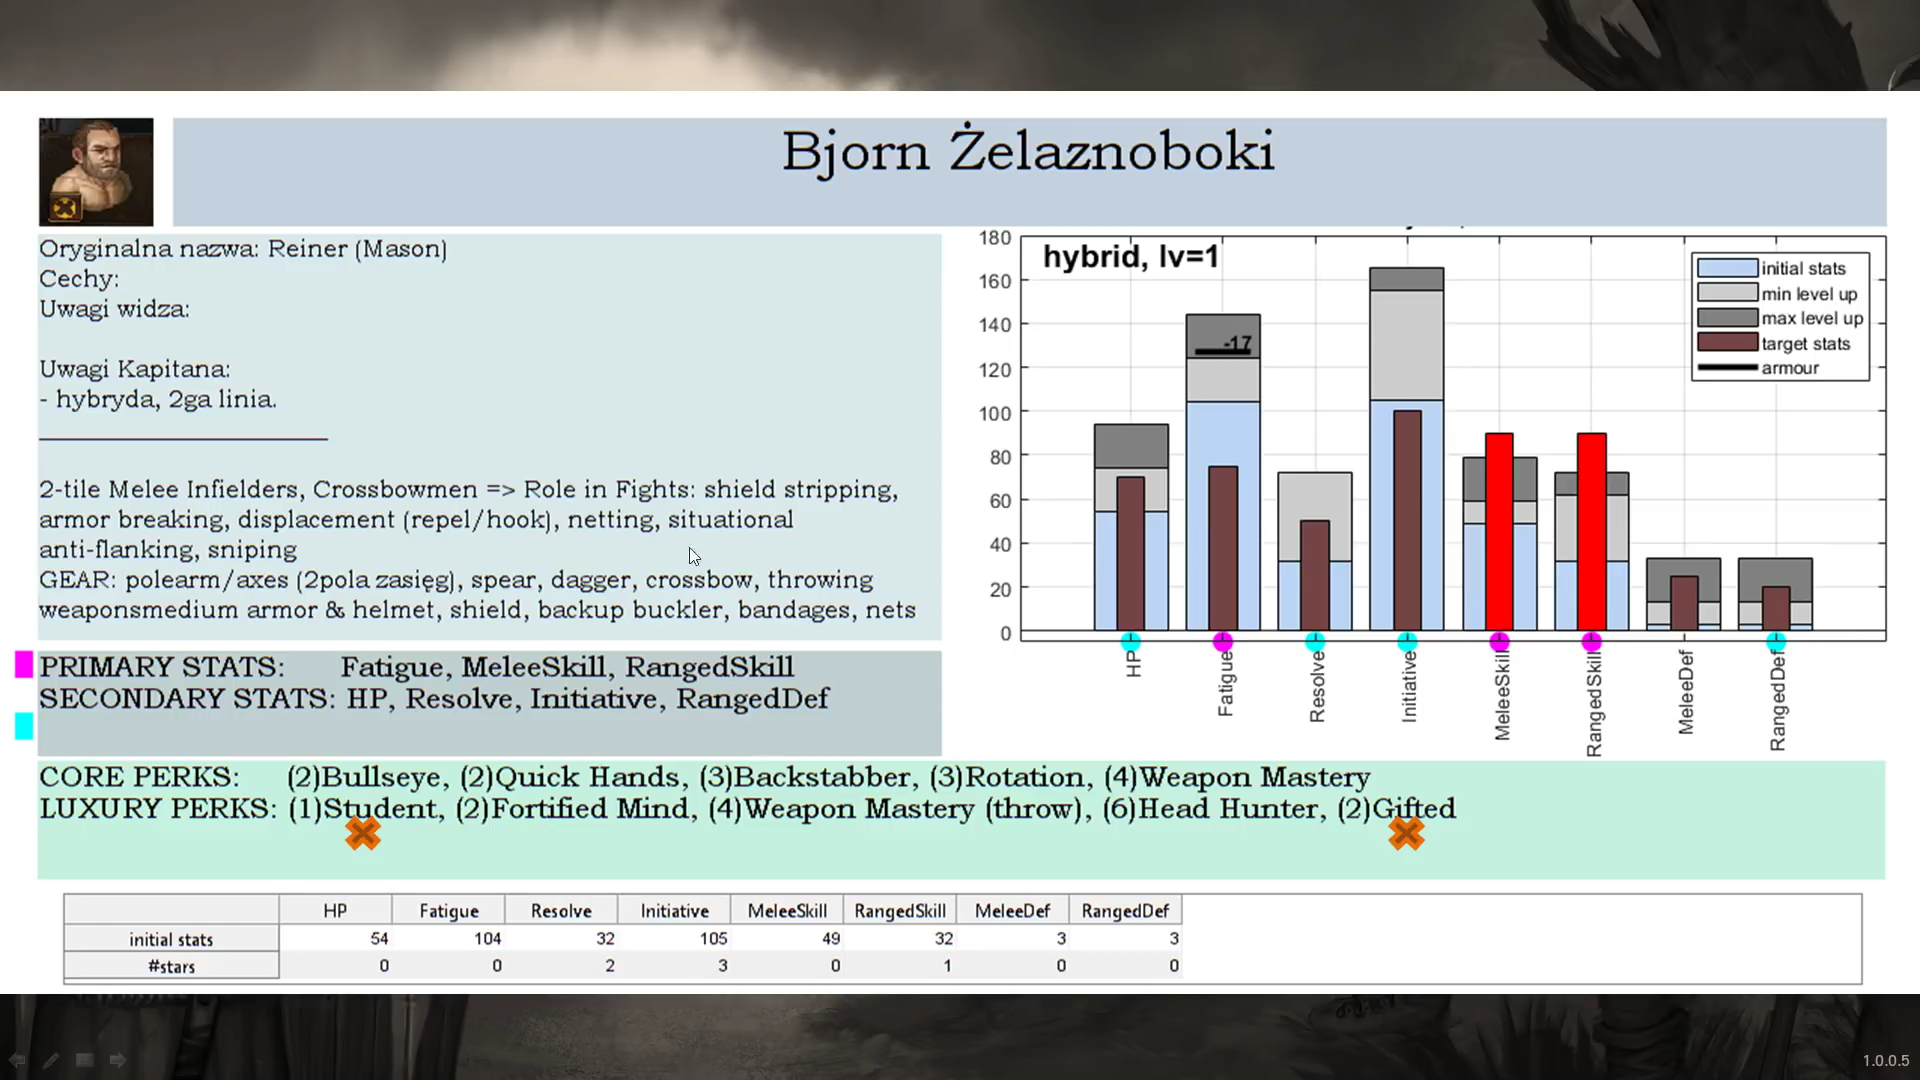 Bjorn Żelaznoboki
Oryginalna nazwa: Reiner (Mason)
Cechy:
Uwagi widza:
Uwagi Kapitana:
- hybryda, 2ga linia.
2-tile Melee Infielders, Crossbowmen => Role in Fights: shield stripping,
armor breaking, displacement (repel/hook), netting, situational
anti-flanking, sniping
GEAR: polearm/axes (2pola zasięg), spear, dagger, crossbow, throwing
weaponsmedium armor & helmet, shield, backup buckler, bandages, nets
PRIMARY STATS: Fatigue, MeleeSkill, RangedSkill
SECONDARY STATS: HP, Resolve, Initiative, RangedDef
hybrid, lv=1
180
160
140
120
100
80
60
40
20
0
-17
initial stats
min level up
max level up
target stats
armour
HP
Fatigue
Resolve
Initiative
MeleeSkill
RangedSkill
MeleeDef
RangedDef
CORE PERKS: (2)Bullseye, (2)Quick Hands, (3)Backstabber, (3)Rotation, (4)Weapon Mastery
LUXURY PERKS: (1)Student, (2)Fortified Mind, (4)Weapon Mastery (throw), (6)Head Hunter, (2)Gifted
HP Fatigue Resolve Initiative MeleeSkill RangedSkill MeleeDef RangedDef
initial stats 54 104 32 105 49 32 3 3
#stars 0 0 2 3 0 1 0 0
1.0.0.5